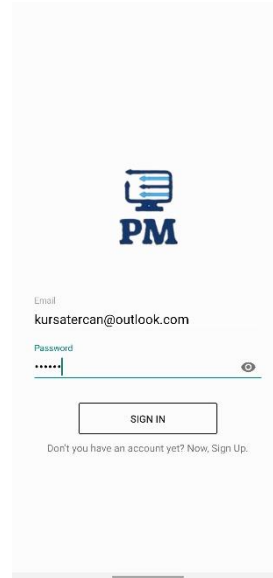 PM
Email
kursatercan@outlook.com
Password
••••••
SIGN IN
Don't you have an account yet? Now, Sign Up.